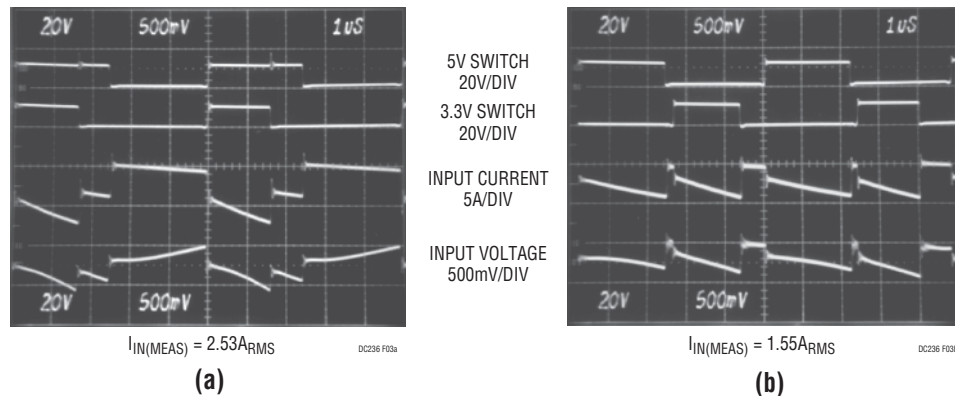 20V 500mV 1uS
20V 500mV 1uS
5V SWITCH
20V/DIV
3.3V SWITCH
20V/DIV
INPUT CURRENT
5A/DIV
INPUT VOLTAGE
500mV/DIV
20V 500mV
20V 500mV
IIN(MEAS) = 2.53ARMS
DC236 F03a
IIN(MEAS) = 1.55ARMS
DC236
(a)
(b)